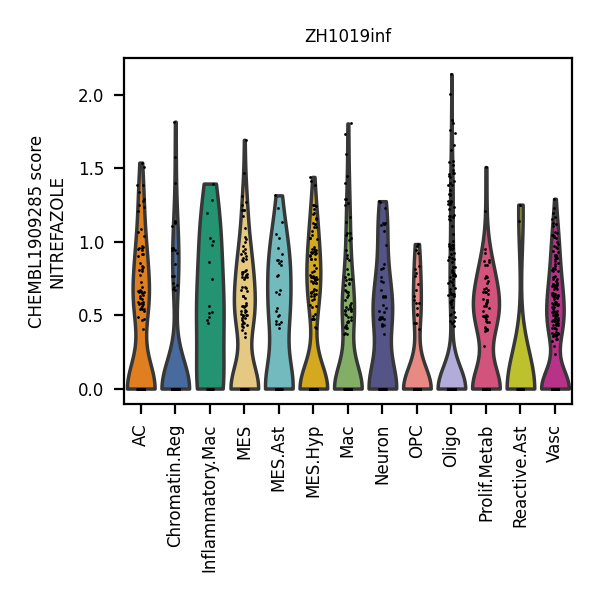 ZH1019inf
CHEMBL1909285 score
NITREFAZOLE
2.0
1.5
1.0
0.5
0.0
AC
Chromatin.Reg
Inflammatory.Mac
MES
MES.Ast
MES.Hyp
Mac
Neuron
OPC
Oligo
Prolif.Metab
Reactive.Ast
Vasc